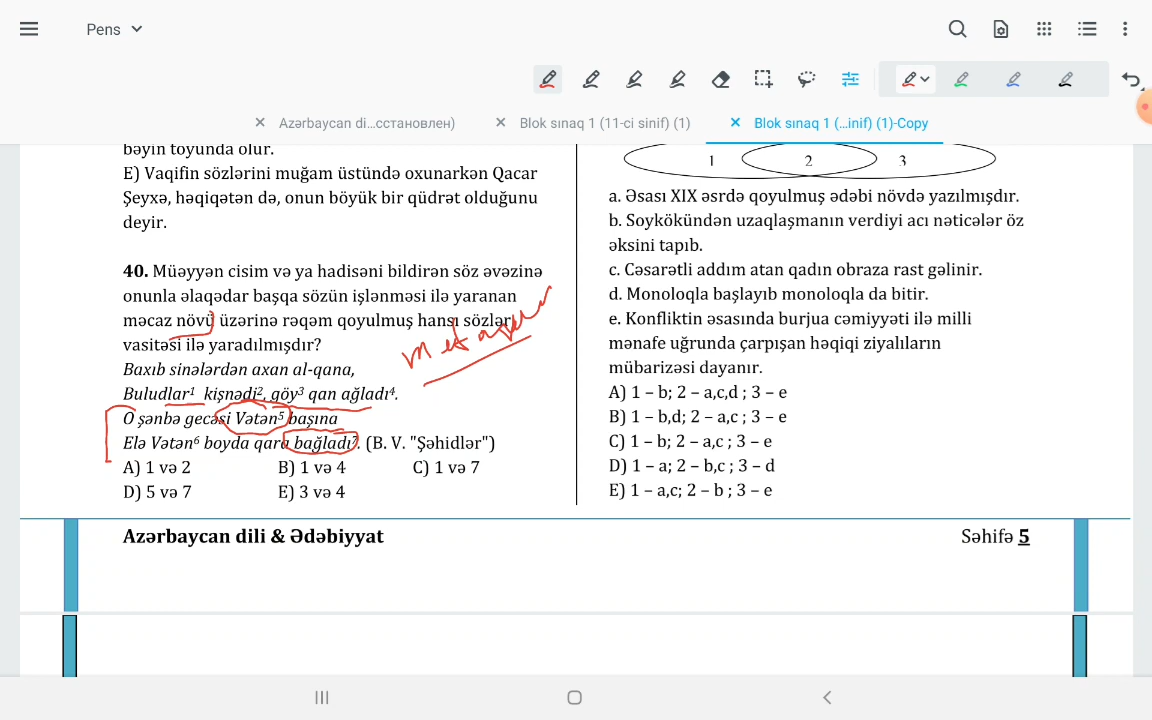 Pens
Azərbaycan di...сстановлен)
Blok sınaq 1 (11-ci sinif) (1)
Blok sınaq 1 (...inif) (1)-Copy
bəyin toyunda olur.
E) Vaqifin sözlərini muğam üstündə oxunarkən Qacar
Şeyxə, həqiqətən də, onun böyük bir qüdrət olduğunu
deyir.
40. Müəyyən cisim və ya hadisəni bildirən söz əvəzinə
onunla əlaqədar başqa sözün işlənməsi ilə yaranan
məcaz növü üzərinə rəqəm qoyulmuş hansı sözlər
vasitəsi ilə yaradılmışdır?
Baxıb sinələrdən axan al-qana,
Buludlar¹ kişnədi², göy³ qan ağladı⁴.
O şənbə gecəsi Vətən⁵ başına
Elə Vətən⁶ boyda qara bağladı⁷. (B. V. "Şəhidlər")
A) 1 və 2 B) 1 və 4 C) 1 və 7
D) 5 və 7 E) 3 və 4
1 2 3
a. Əsası XIX əsrdə qoyulmuş ədəbi növdə yazılmışdır.
b. Soykökündən uzaqlaşmanın verdiyi acı nəticələr öz
əksini tapıb.
c. Cəsarətli addım atan qadın obraza rast gəlinir.
d. Monoloqla başlayıb monoloqla da bitir.
e. Konfliktin əsasında burjua cəmiyyəti ilə milli
mənafe uğrunda çarpışan həqiqi ziyalıların
mübarizəsi dayanır.
A) 1 – b; 2 – a,c,d ; 3 – e
B) 1 – b,d; 2 – a,c ; 3 – e
C) 1 – b; 2 – a,c ; 3 – e
D) 1 – a; 2 – b,c ; 3 – d
E) 1 – a,c; 2 – b ; 3 – e
Azərbaycan dili & Ədəbiyyat
Səhifə 5